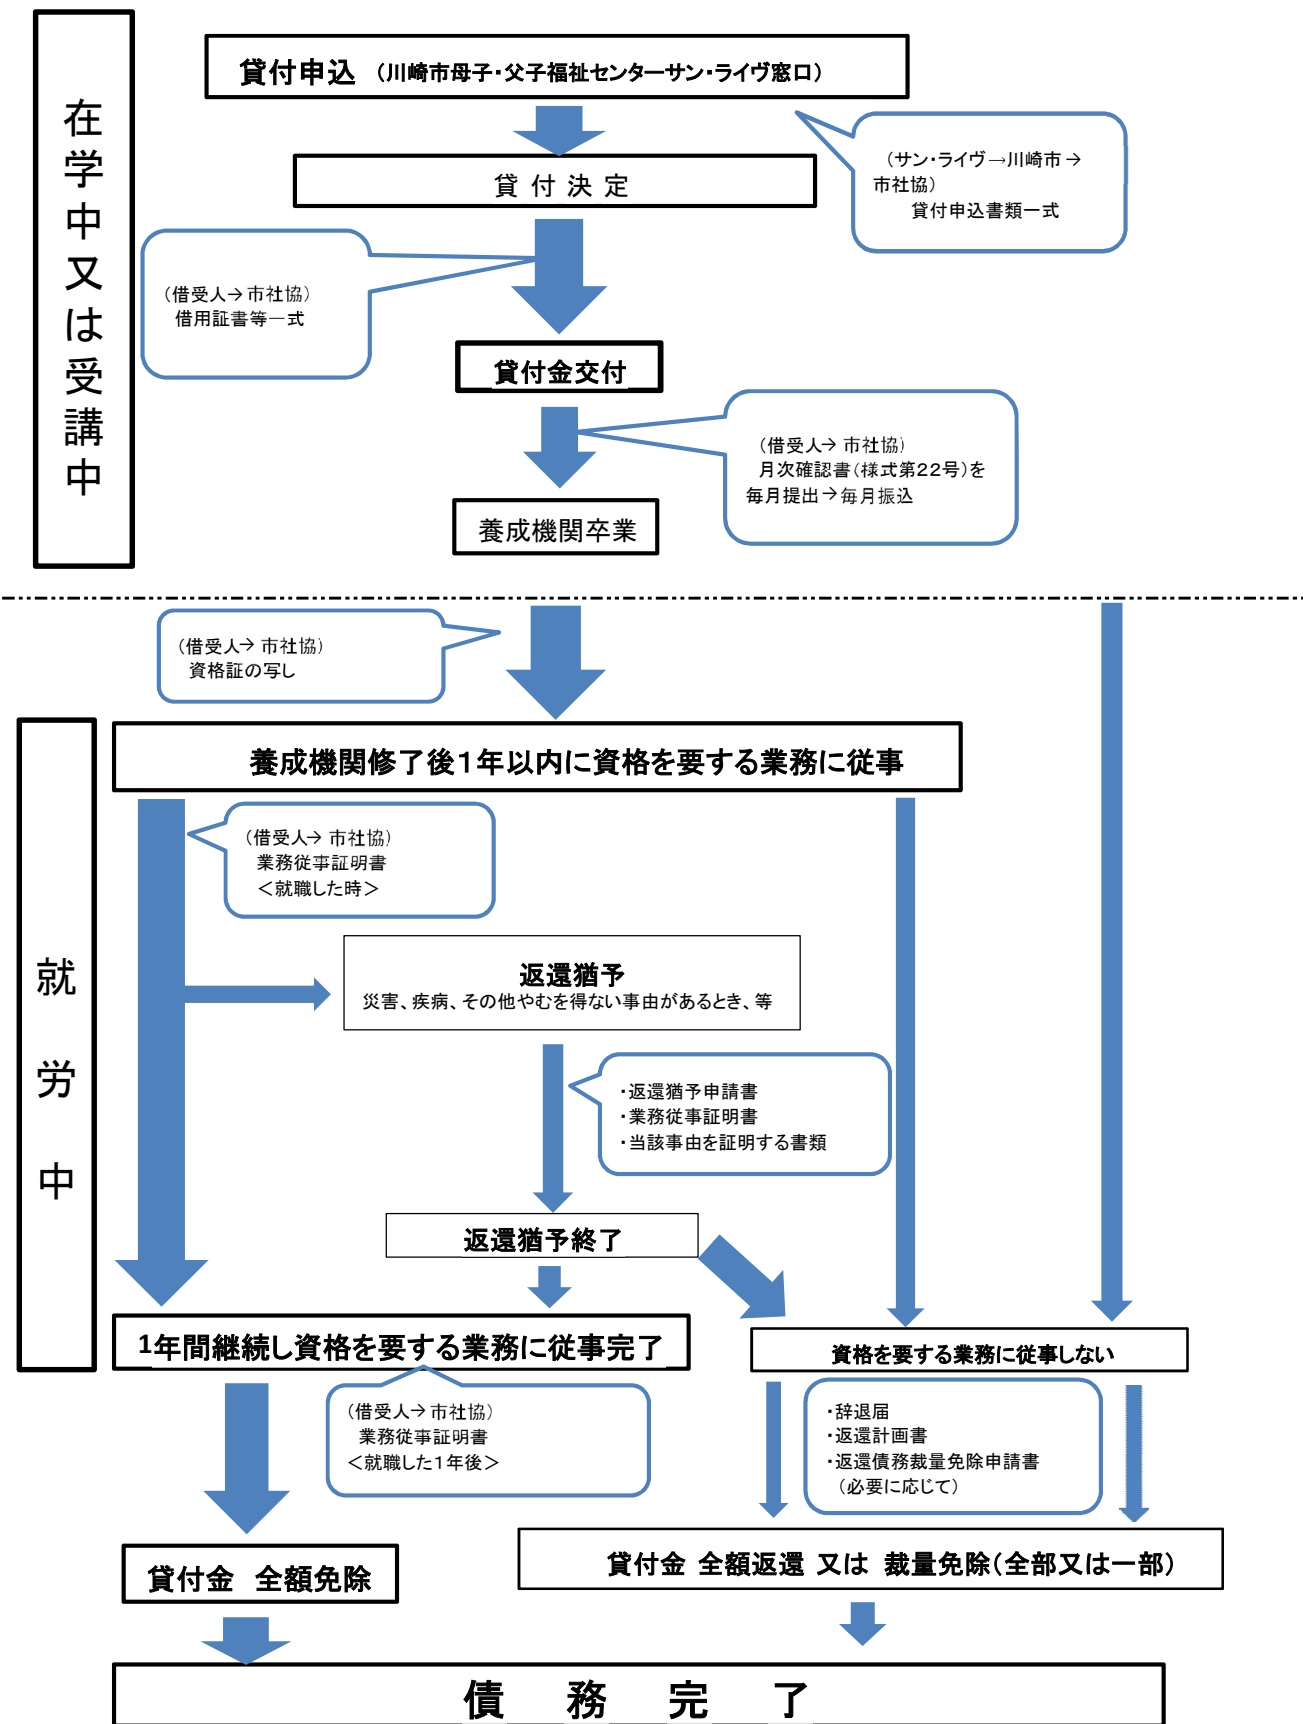 在学中又は受講中
貸付申込 （川崎市母子・父子福祉センターサン・ライヴ窓口）
（サン・ライヴ→川崎市→
市社協）
貸付申込書類一式
貸 付 決 定
（借受人→市社協）
借用証書等一式
貸付金交付
（借受人→市社協）
月次確認書（様式第２２号）を
毎月提出→毎月振込
養成機関卒業
（借受人→市社協）
資格証の写し
就労中
養成機関修了後１年以内に資格を要する業務に従事
（借受人→市社協）
業務従事証明書
＜就職した時＞
返還猶予
災害、疾病、その他やむを得ない事由があるとき、等
・返還猶予申請書
・業務従事証明書
・当該事由を証明する書類
返還猶予終了
1年間継続し資格を要する業務に従事完了
資格を要する業務に従事しない
（借受人→市社協）
業務従事証明書
＜就職した１年後＞
・辞退届
・返還計画書
・返還債務裁量免除申請書
（必要に応じて）
貸付金 全額免除
貸付金 全額返還 又は 裁量免除（全部又は一部）
債 務 完 了